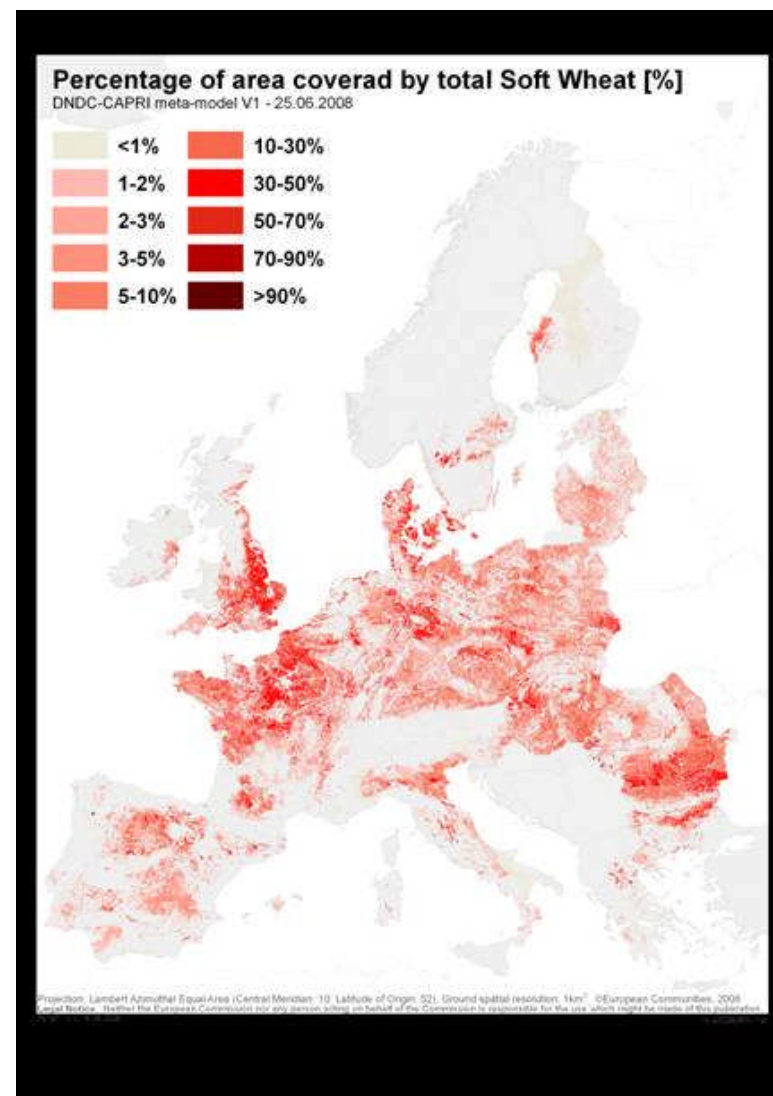 Percentage of area coverad by total Soft Wheat [%]
DNDC-CAPRI meta-model V1 - 25.06.2008
<1%
10-30%
1-2%
30-50%
2-3%
50-70%
3-5%
70-90%
5-10%
>90%
Projection: Lambert Azimuthal Equal Area (Central Meridian: 10. Latitude of Origin: 52). Ground spatial resolution: 1km². ©European Communities, 2008
Legal Notice: Neither the European Commission nor any person acting on behalf of the Commission is responsible for the use which might be made of this publication.